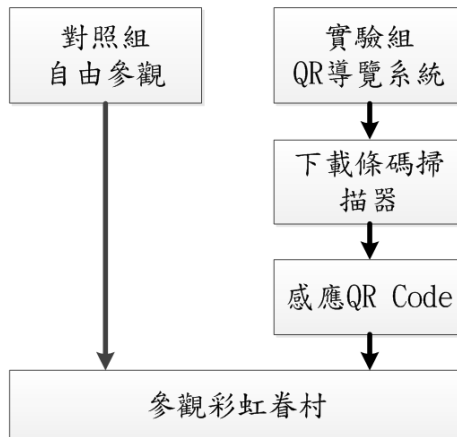 對照組
自由參觀
實驗組
QR導覽系統
下載條碼掃
描器
感應QR Code
參觀彩虹眷村